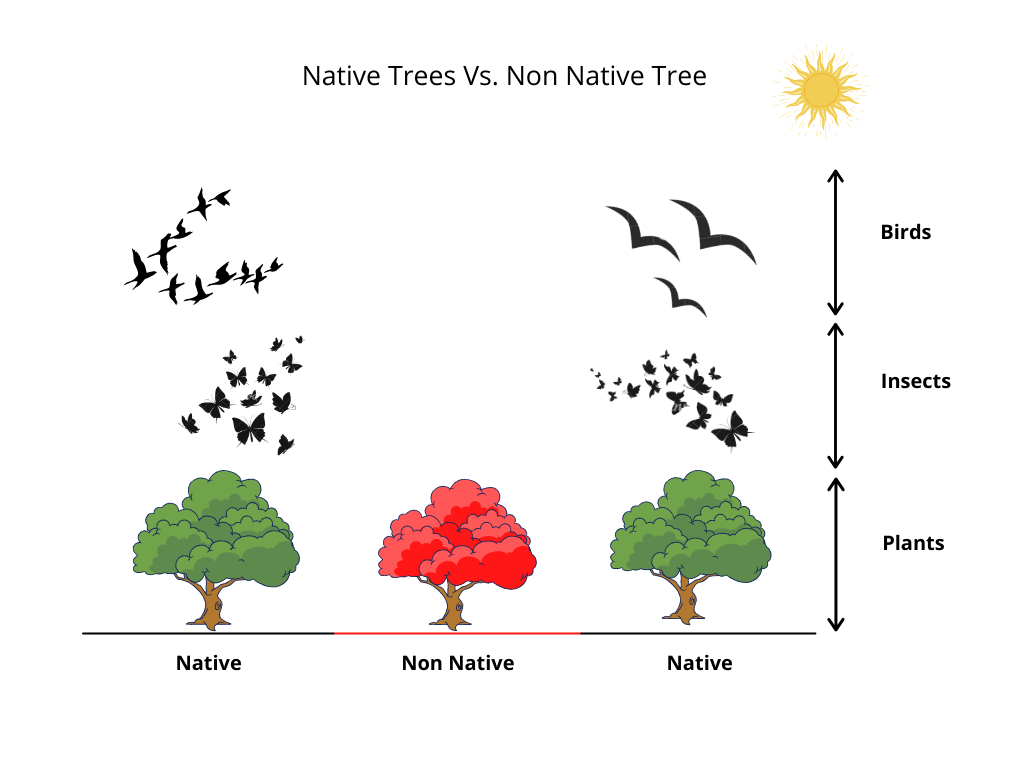 Native Trees Vs. Non Native Tree
Birds
Insects
Plants
Native
Non Native
Native